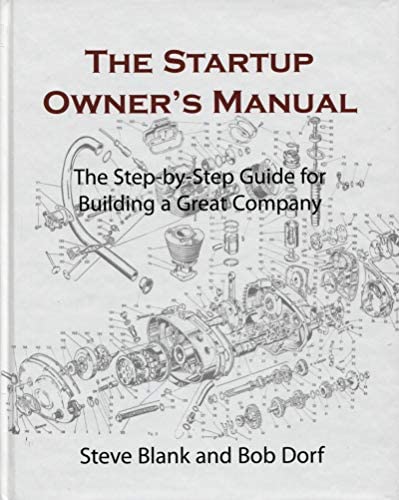 THE STARTUP
OWNER'S MANUAL
The Step-by-Step Guide for
Building a Great Company
Steve Blank and Bob Dorf